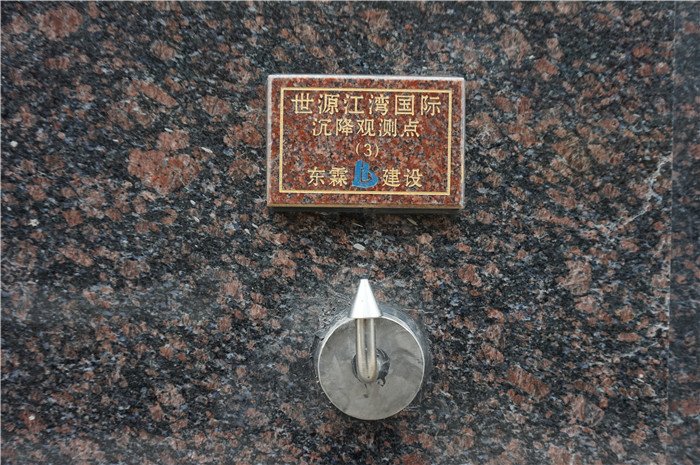 世源江湾国际
沉降观测点
(3)
东霖 建设